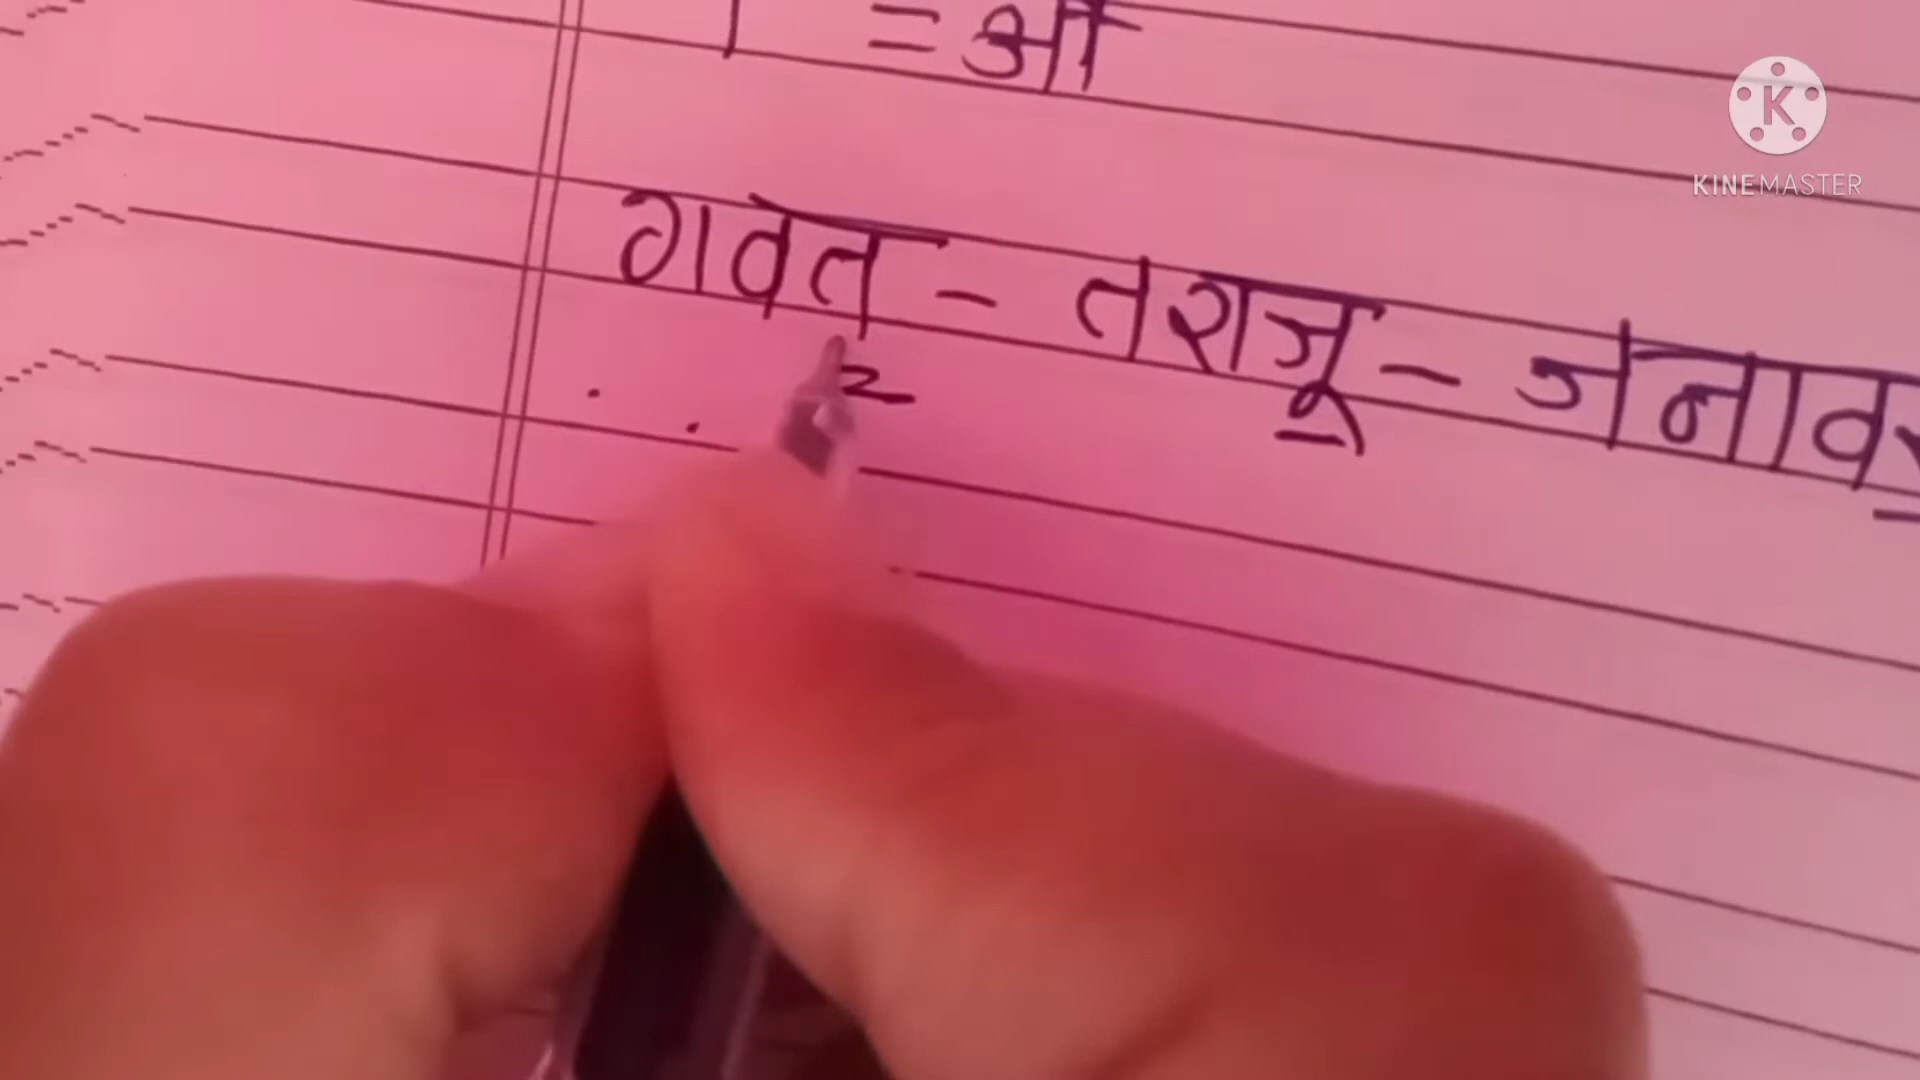 = ओ
गवत - तराजू - जनावर
KINEMASTER